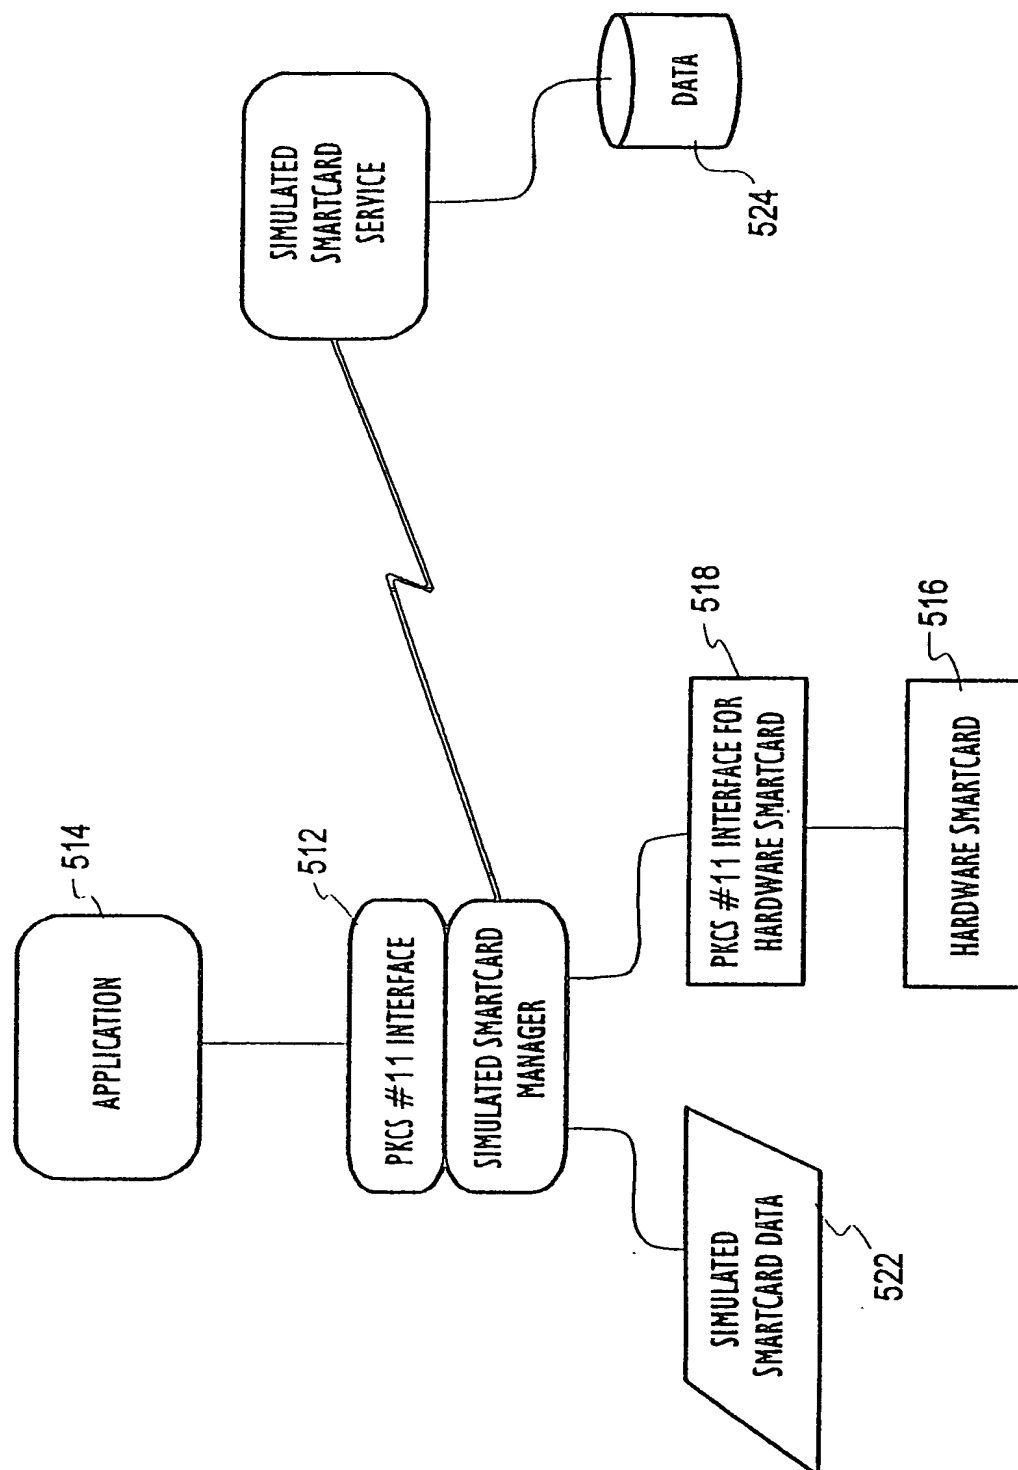 APPLICATION
514
PKCS #11 INTERFACE
512
SIMULATED SMARTCARD
MANAGER
SIMULATED
SMARTCARD
SERVICE
DATA
524
SIMULATED
SMARTCARD DATA
522
PKCS #11 INTERFACE FOR
HARDWARE SMARTCARD
518
HARDWARE SMARTCARD
516